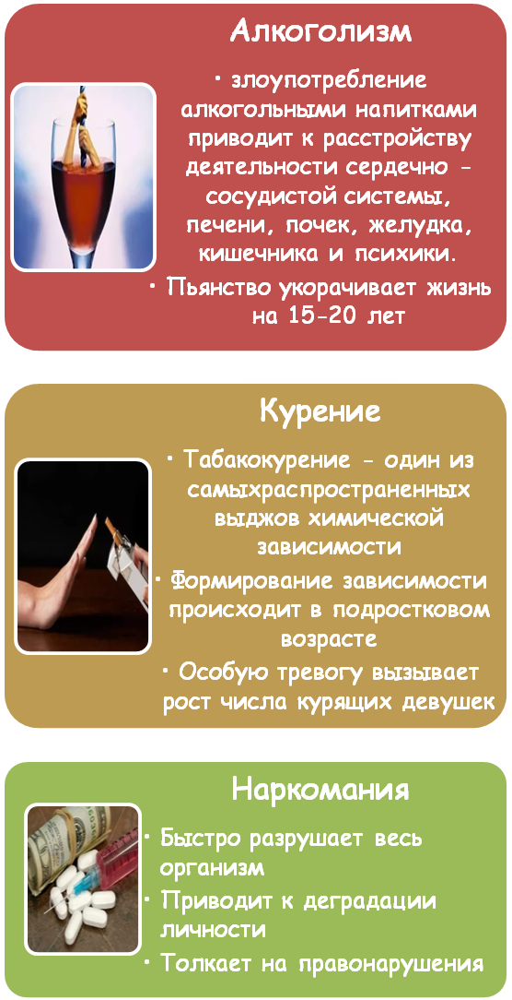 Алкоголизм
• злоупотребление
алкогольными напитками
приводит к расстройству
деятельности сердечно –
сосудистой системы,
печени, почек, желудка,
кишечника и психики.
• Пьянство укорачивает жизнь
на 15-20 лет
Курение
• Табакокурение – один из
самыхраспространенных
выджов химической
зависимости
• Формирование зависимости
происходит в подростковом
возрасте
• Особую тревогу вызывает
рост числа курящих девушек
Наркомания
• Быстро разрушает весь
организм
• Приводит к деградации
личности
• Толкает на правонарушения